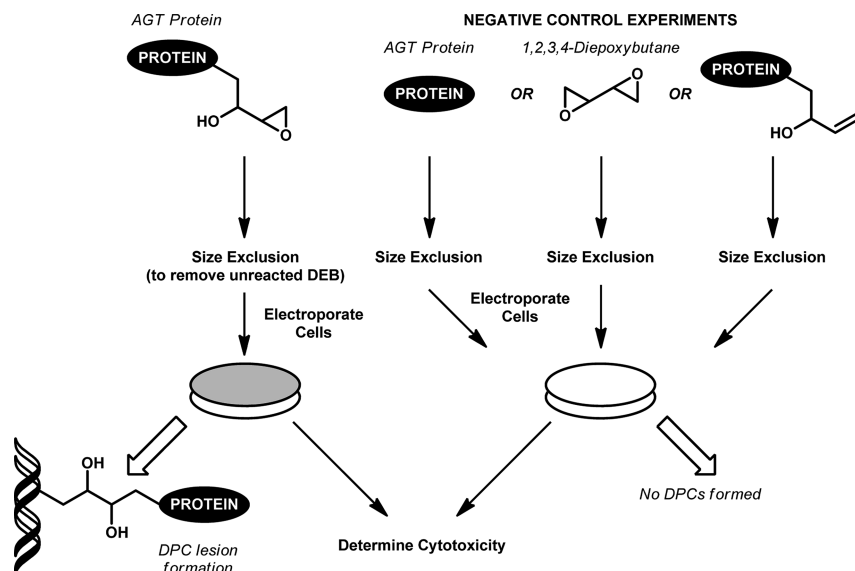 AGT Protein
PROTEIN
HO
O
NEGATIVE CONTROL EXPERIMENTS
AGT Protein
1,2,3,4-Diepoxybutane
PROTEIN
OR
O
O
OR
PROTEIN
HO
Size Exclusion
(to remove unreacted DEB)
Size Exclusion
Size Exclusion
Size Exclusion
Electroporate
Cells
Electroporate
Cells
OH
OH
PROTEIN
DPC lesion
formation
No DPCs formed
Determine Cytotoxicity